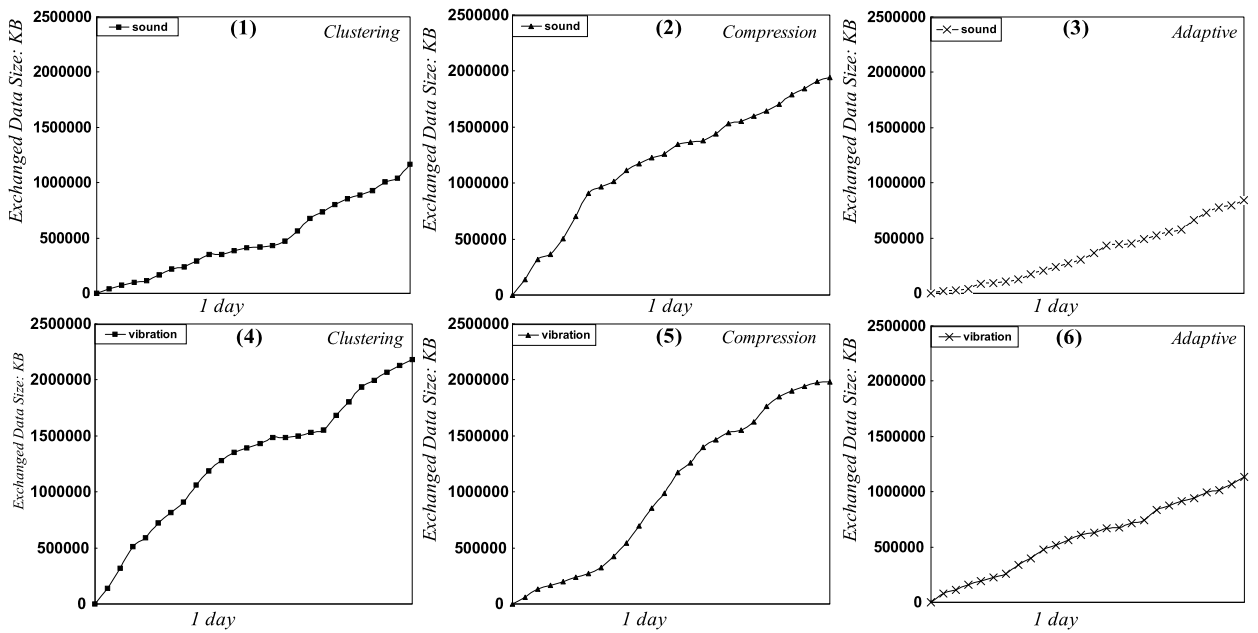 sound
(1)
Clustering
Exchanged Data Size: KB
2500000
2000000
1500000
1000000
500000
0
1 day
sound
(2)
Compression
Exchanged Data Size: KB
2500000
2000000
1500000
1000000
500000
0
1 day
sound
(3)
Adaptive
Exchanged Data Size: KB
2500000
2000000
1500000
1000000
500000
0
1 day
vibration
(4)
Clustering
Exchanged Data Size: KB
2500000
2000000
1500000
1000000
500000
0
1 day
vibration
(5)
Compression
Exchanged Data Size: KB
2500000
2000000
1500000
1000000
500000
0
1 day
vibration
(6)
Adaptive
Exchanged Data Size: KB
2500000
2000000
1500000
1000000
500000
0
1 day